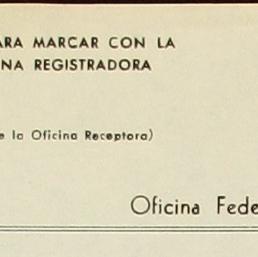 ARA MARCAR CON LA
NA REGISTRADORA
e la Oficina Receptora)
Oficina Fede